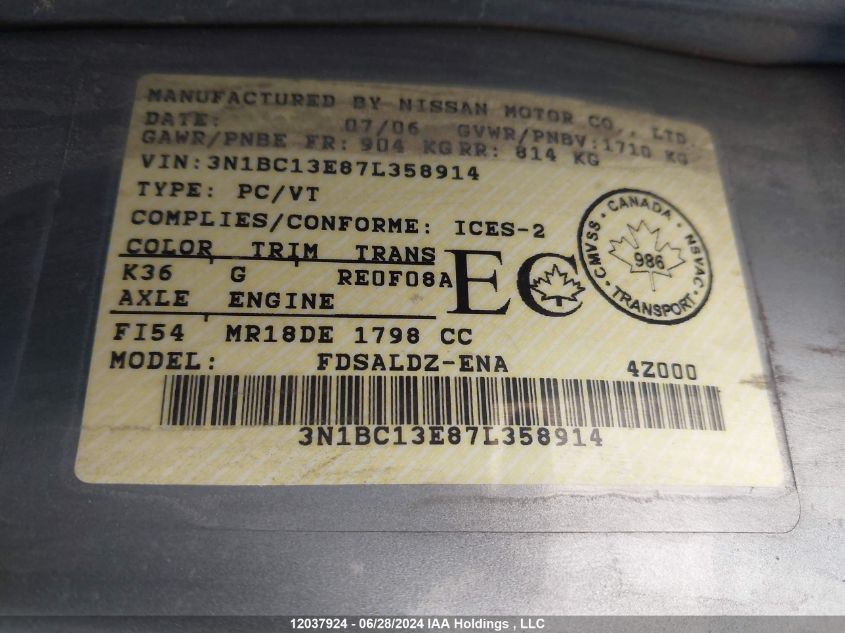 MANUFACTURED BY NISSAN MOTOR CO., LTD.
DATE: 07/06 GVWR/PNBV:1710 KG
GAWR/PNBE FR: 904 KG RR: 814 KG
VIN:3N1BC13E87L358914
TYPE: PC/VT
COMPLIES/CONFORME: ICES-2
COLOR TRIM TRANS
K36 G RE0F08A
AXLE ENGINE
FI54 MR18DE 1798 CC
MODEL: FDSALDZ-ENA 4Z000
3N1BC13E87L358914
EC
CANADA
CMVSS • NSVAC
986
TRANSPORT
12037924 - 06/28/2024 IAA Holdings , LLC